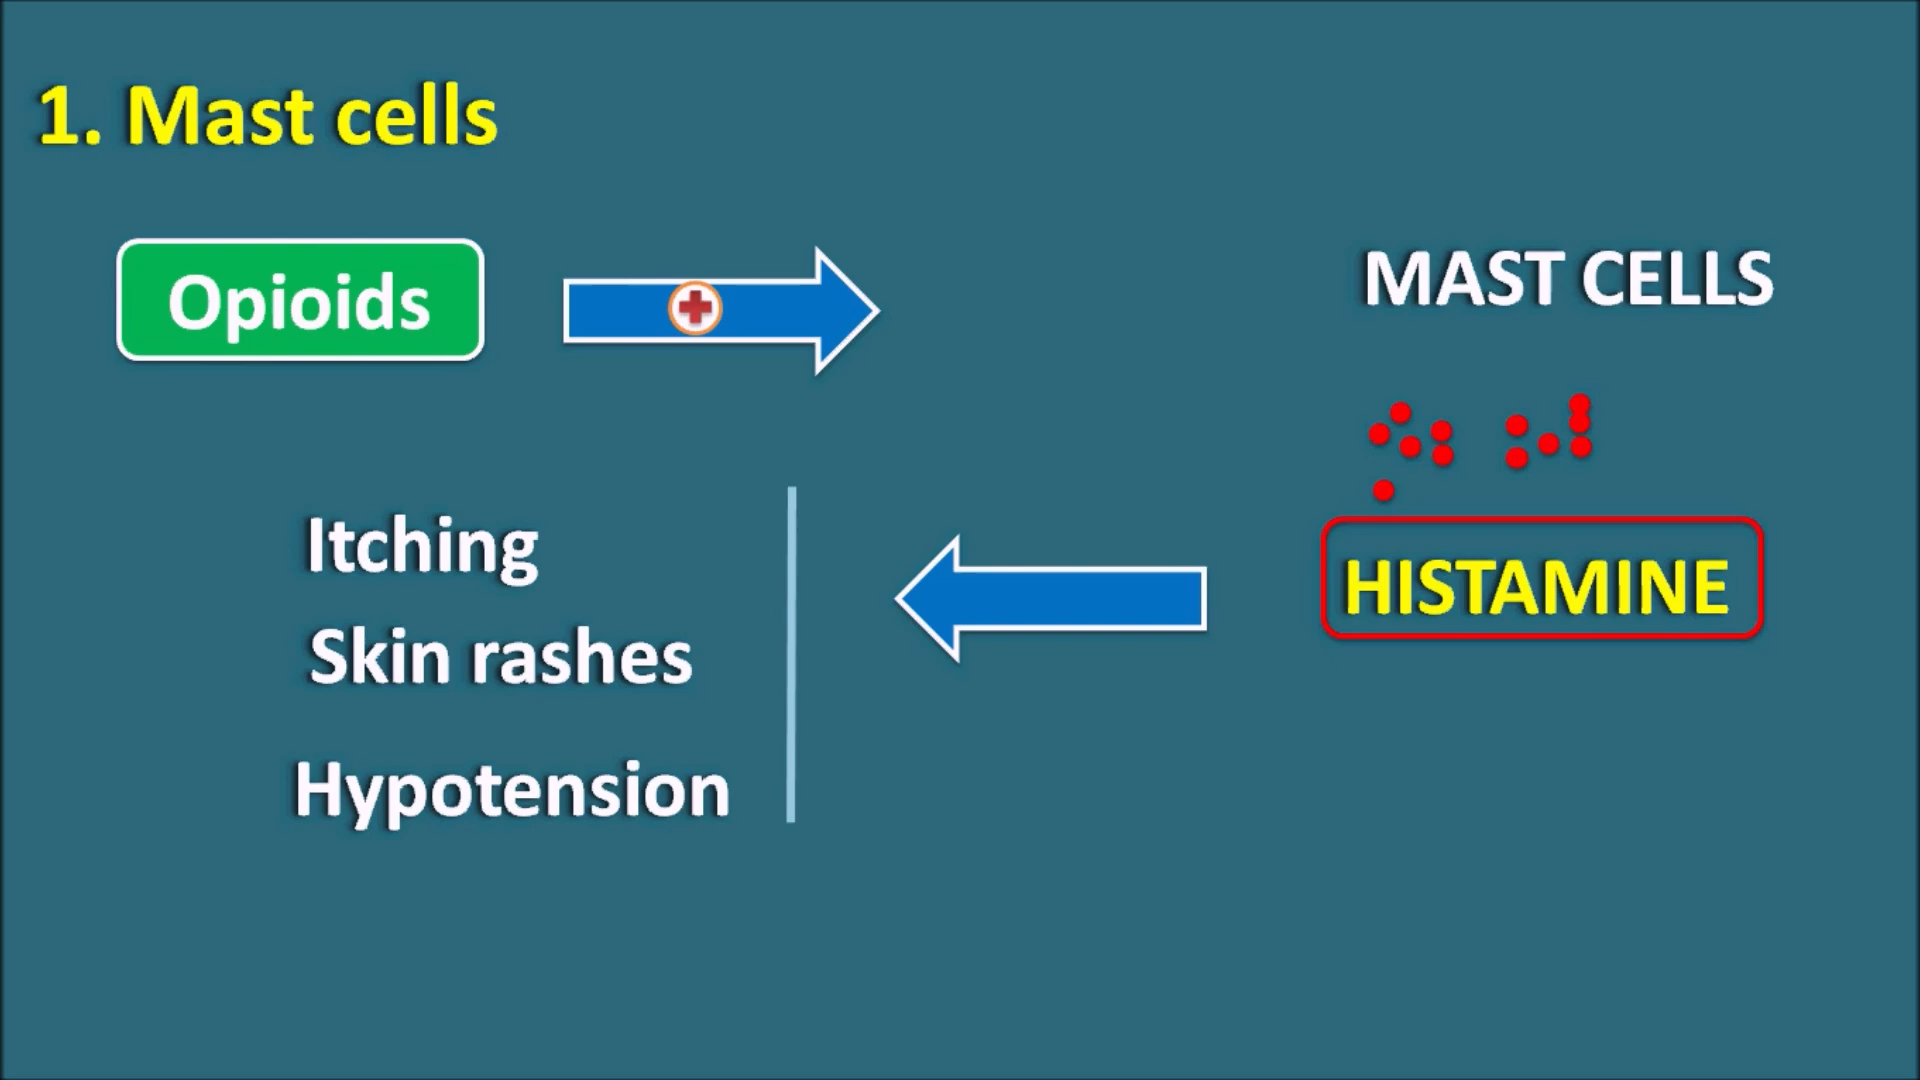 1. Mast cells
Opioids
MAST CELLS
Itching
HISTAMINE
Skin rashes
Hypotension